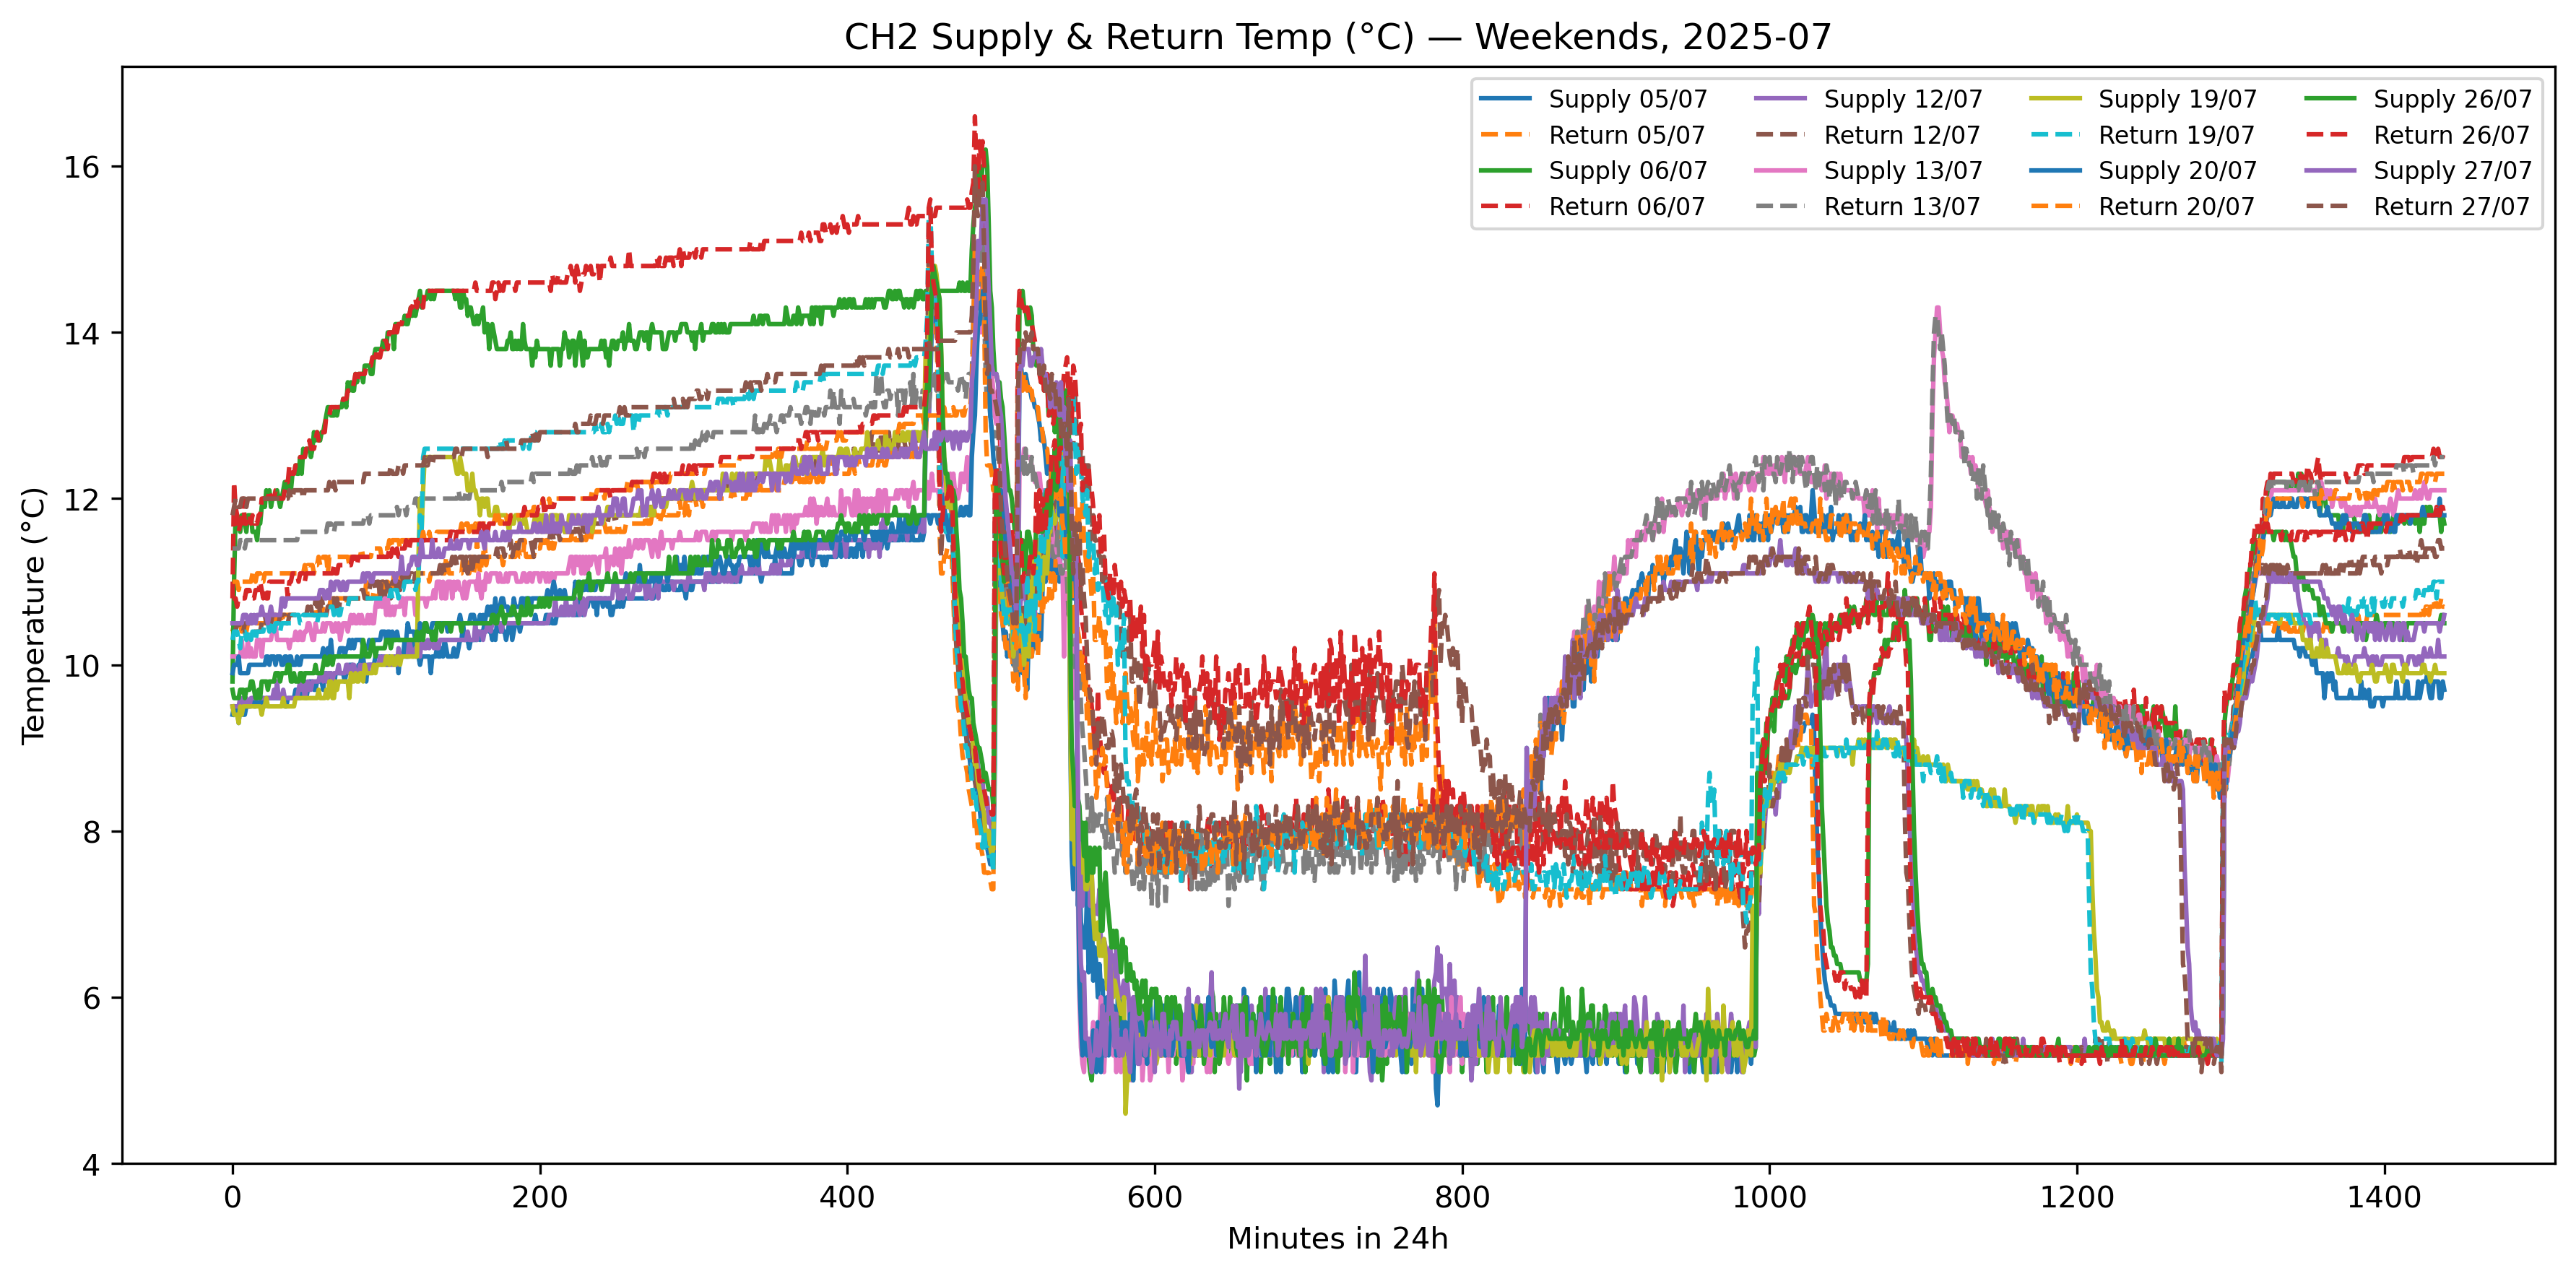 CH2 Supply & Return Temp (°C) — Weekends, 2025-07
Supply 05/07
Return 05/07
Supply 06/07
Return 06/07
Supply 12/07
Return 12/07
Supply 13/07
Return 13/07
Supply 19/07
Return 19/07
Supply 20/07
Return 20/07
Supply 26/07
Return 26/07
Supply 27/07
Return 27/07
Temperature (°C)
16
14
12
10
8
6
4
0 200 400 600 800 1000 1200 1400
Minutes in 24h